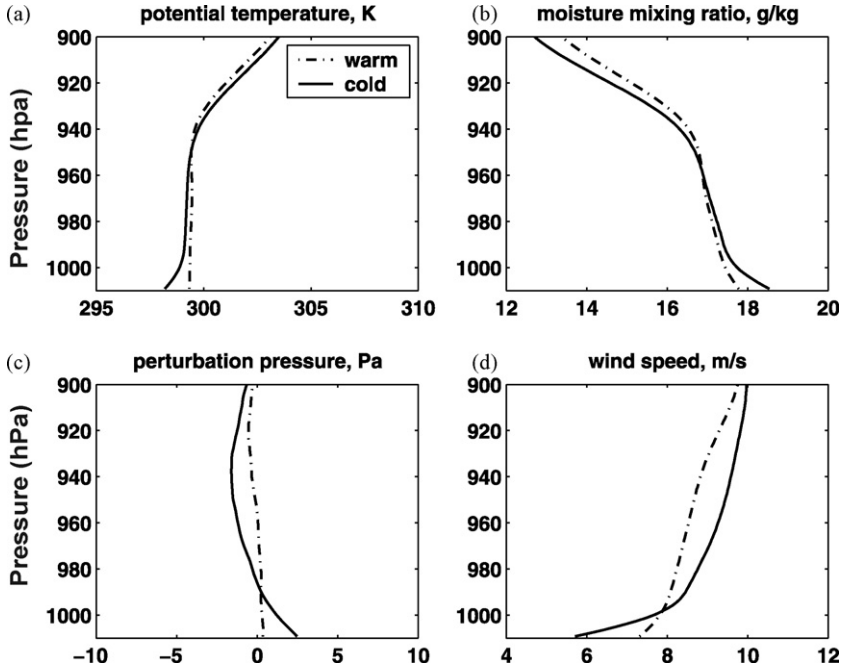 (a) potential temperature, K
900
920
940
960
980
1000
Pressure (hpa)
warm
cold
295 300 305 310
(b) moisture mixing ratio, g/kg
900
920
940
960
980
1000
12 14 16 18 20
(c) perturbation pressure, Pa
900
920
940
960
980
1000
Pressure (hPa)
−10 −5 0 5 10
(d) wind speed, m/s
900
920
940
960
980
1000
4 6 8 10 12